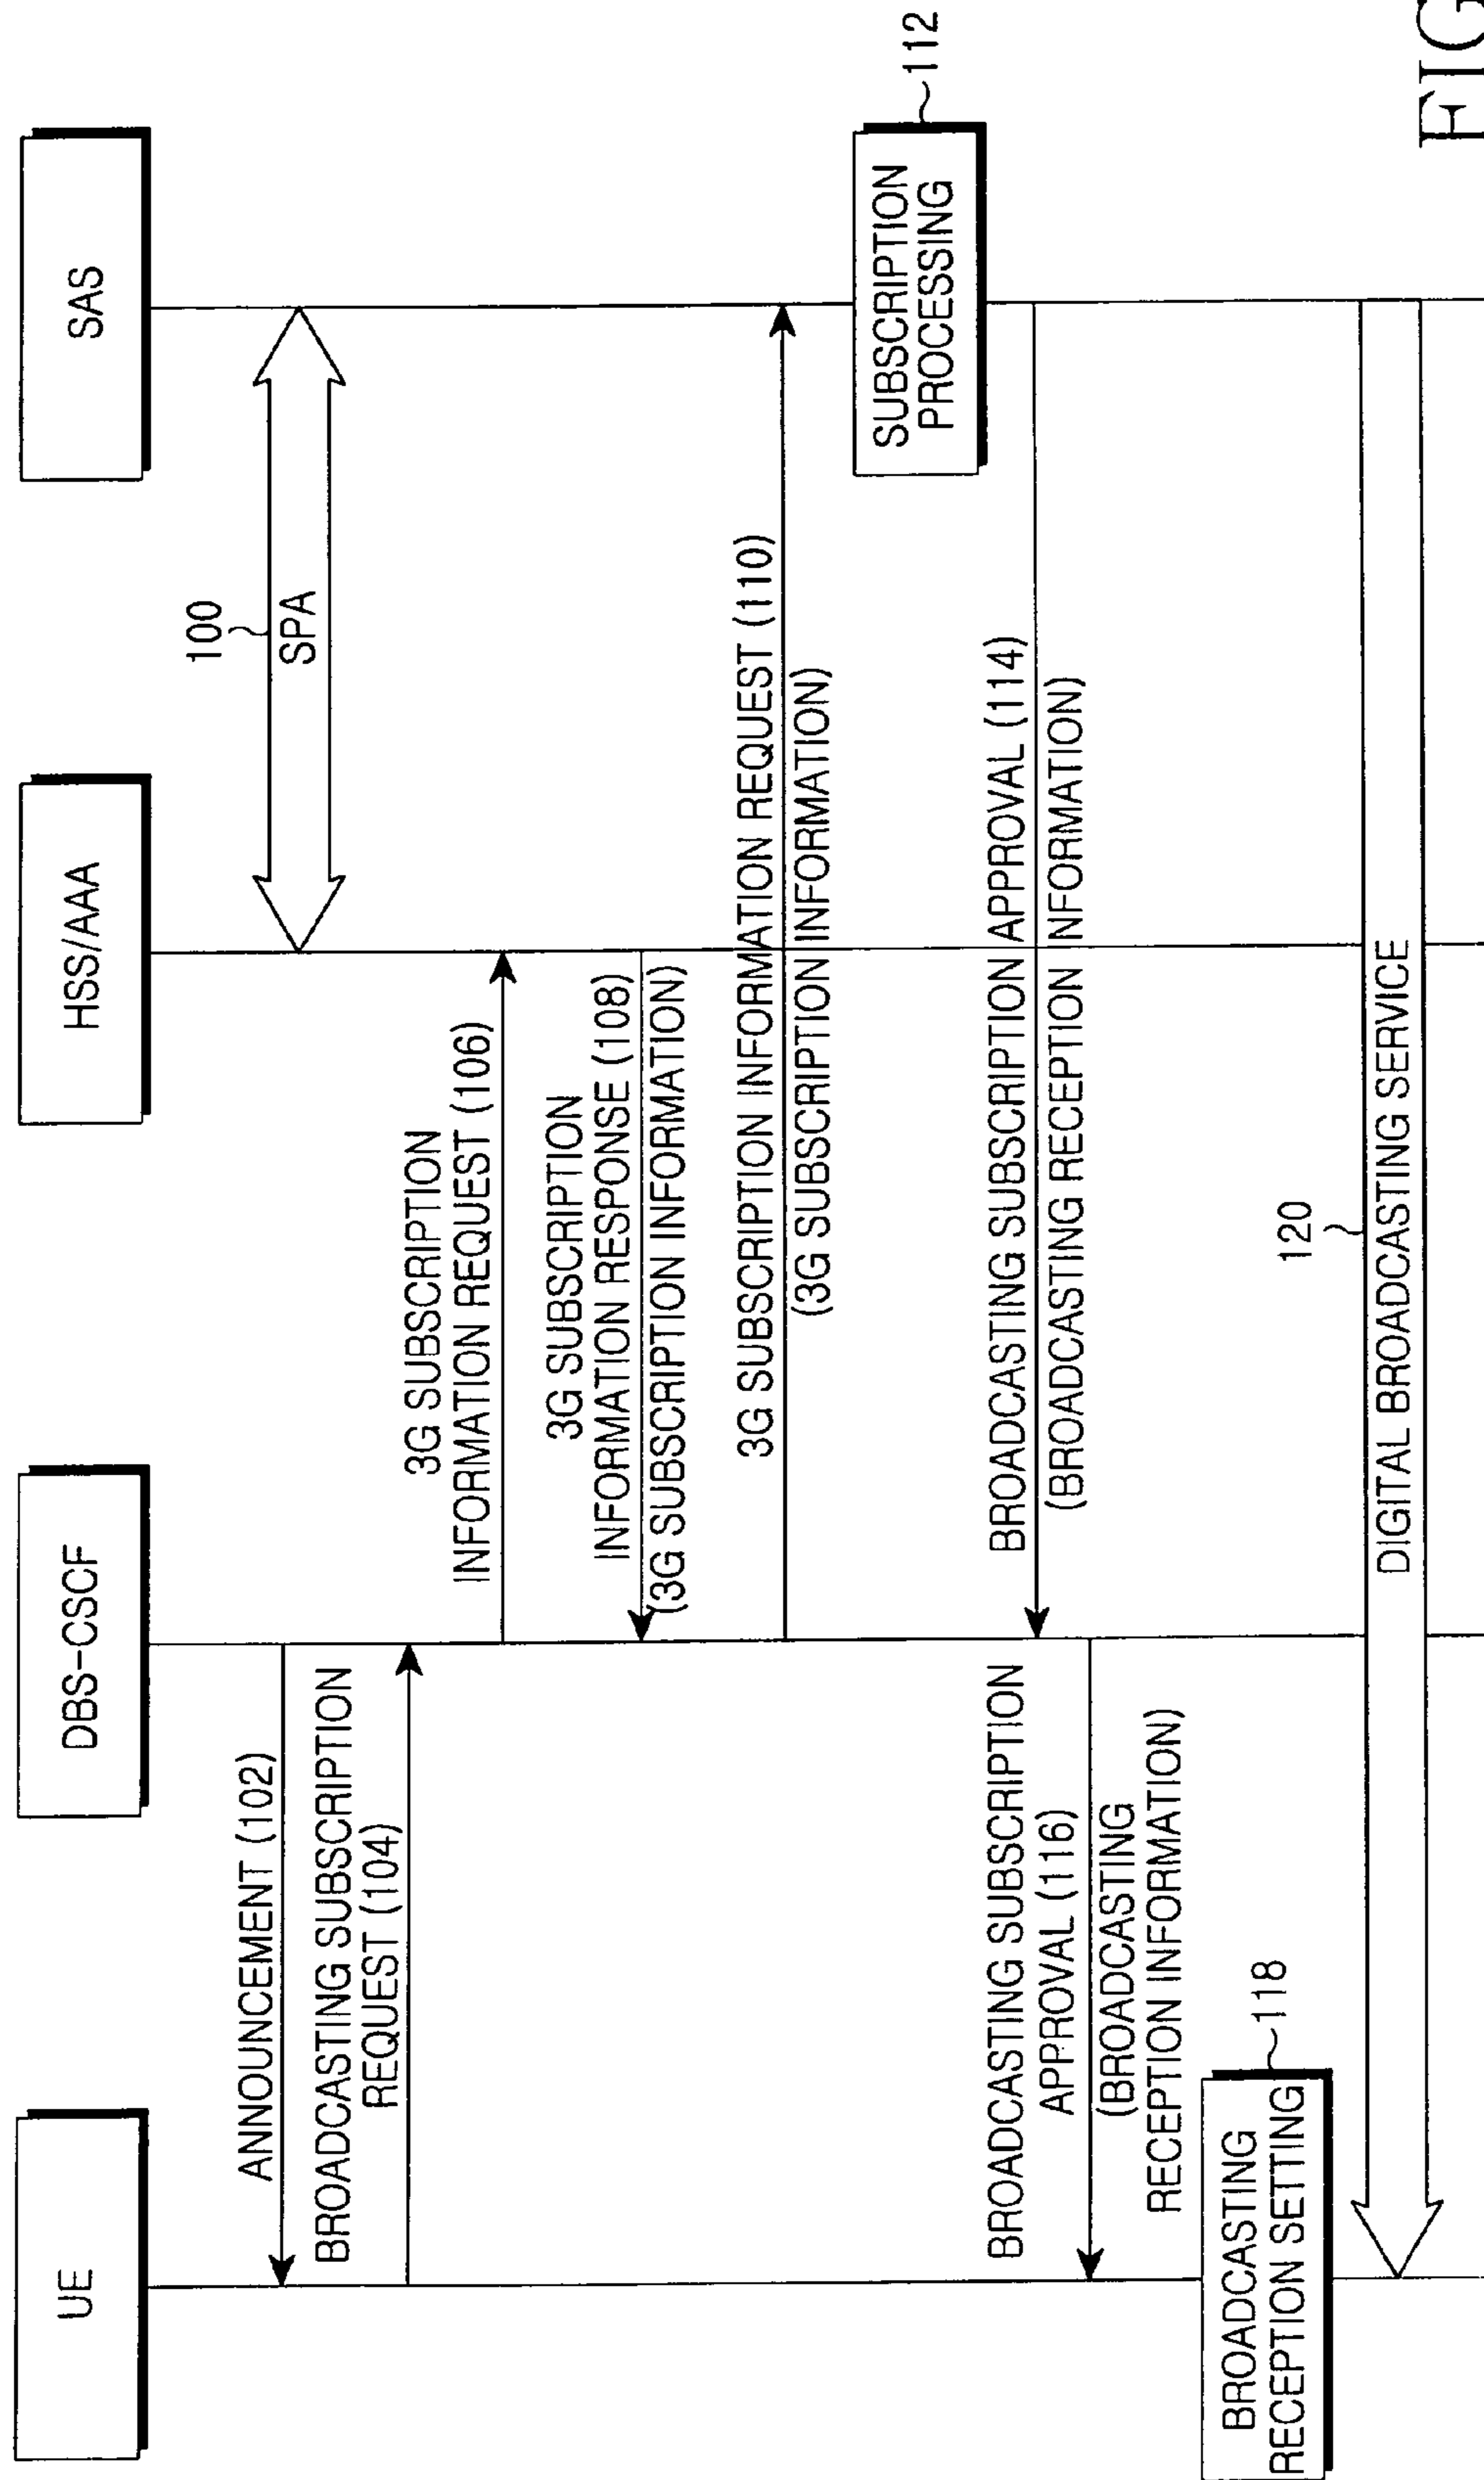 UE
DBS-CSCF
HSS/AAA
SAS
100
SPA
ANNOUNCEMENT (102)
BROADCASTING SUBSCRIPTION
REQUEST (104)
3G SUBSCRIPTION
INFORMATION REQUEST (106)
3G SUBSCRIPTION
INFORMATION RESPONSE (108)
(3G SUBSCRIPTION INFORMATION)
3G SUBSCRIPTION INFORMATION REQUEST (110)
(3G SUBSCRIPTION INFORMATION)
SUBSCRIPTION
PROCESSING
112
BROADCASTING SUBSCRIPTION APPROVAL (114)
(BROADCASTING RECEPTION INFORMATION)
BROADCASTING SUBSCRIPTION
APPROVAL (116)
(BROADCASTING
RECEPTION INFORMATION)
BROADCASTING
RECEPTION SETTING
118
120
DIGITAL BROADCASTING SERVICE
FIG